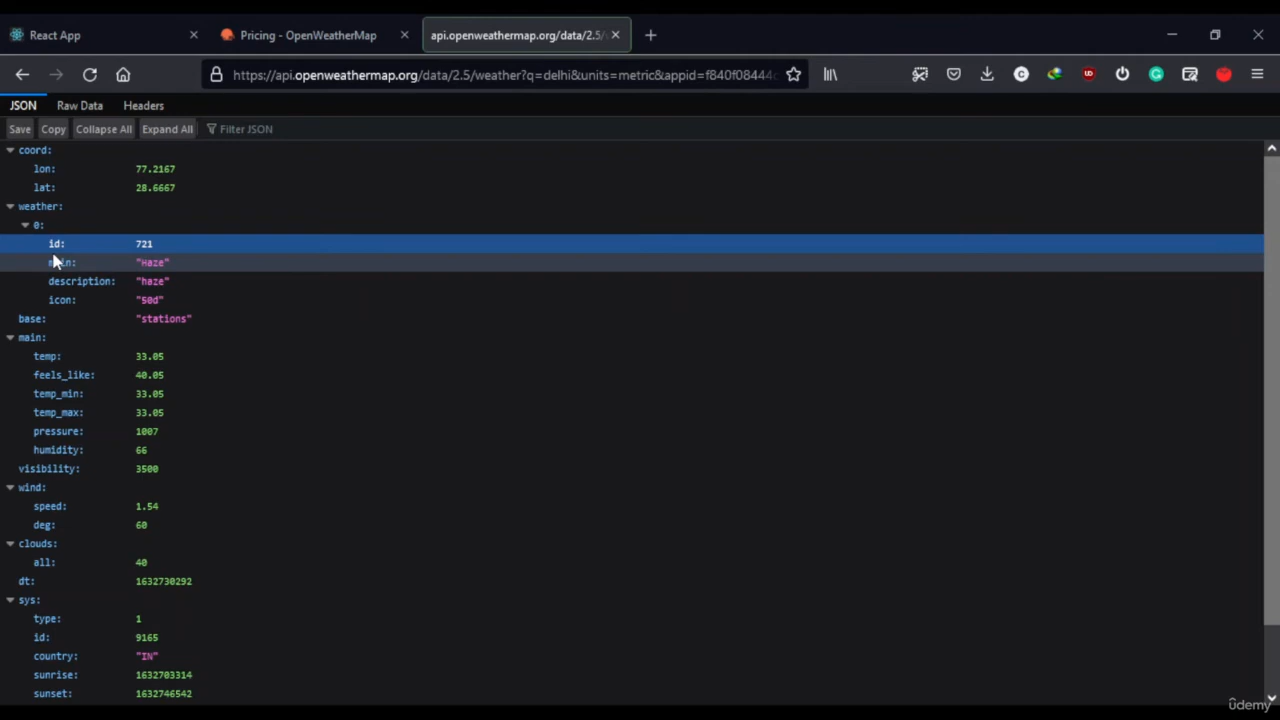 React App
Pricing - OpenWeatherMap
api.openweathermap.org/data/2.5/
https://api.openweathermap.org/data/2.5/weather?q=delhi&units=metric&appid=f840f08444c
JSON Raw Data Headers
Save Copy Collapse All Expand All Filter JSON
coord:
lon: 77.2167
lat: 28.6667
weather:
0:
id: 721
main: "Haze"
description: "haze"
icon: "50d"
base: "stations"
main:
temp: 33.05
feels_like: 40.05
temp_min: 33.05
temp_max: 33.05
pressure: 1007
humidity: 66
visibility: 3500
wind:
speed: 1.54
deg: 60
clouds:
all: 40
dt: 1632730292
sys:
type: 1
id: 9165
country: "IN"
sunrise: 1632703314
sunset: 1632746542
ûdemy